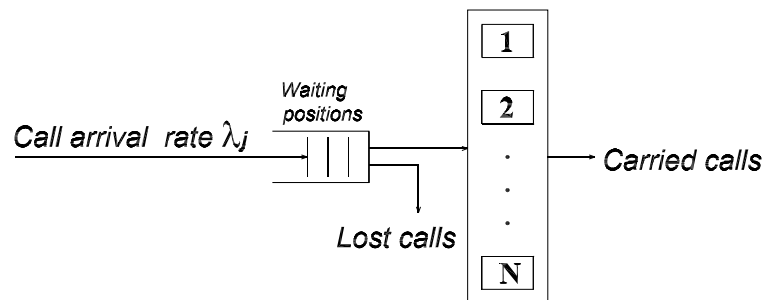 1
Waiting
positions
2
Call arrival rate λj
Carried calls
Lost calls
N